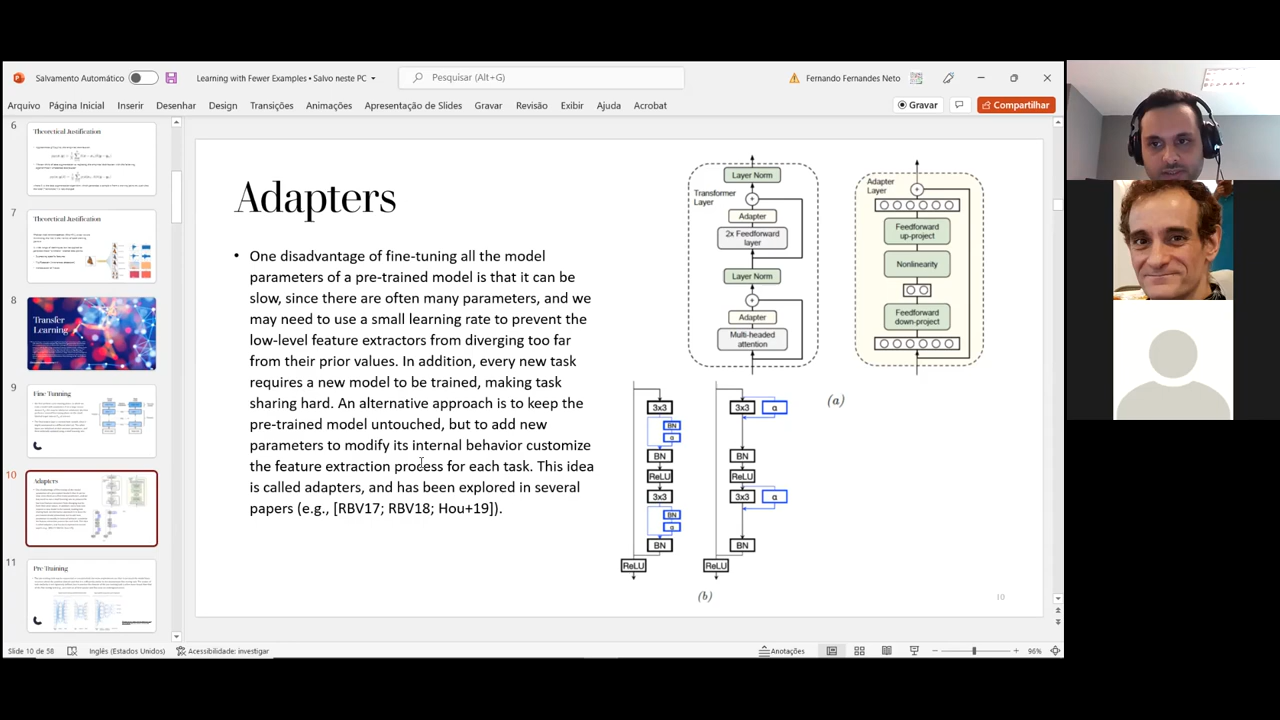 Salvamento Automático
Learning with Fewer Examples • Salvo neste PC
Pesquisar (Alt+G)
Fernando Fernandes Neto
Arquivo Página Inicial Inserir Desenhar Design Transições Animações Apresentação de Slides Gravar Revisão Exibir Ajuda Acrobat
Gravar
Compartilhar
6
Theoretical Justification
7
Theoretical Justification
8
Transfer
Learning
9
Fine Tunning
10
Adapters
11
Pre-Training
Adapters
• One disadvantage of fine-tuning all the model
parameters of a pre-trained model is that it can be
slow, since there are often many parameters, and we
may need to use a small learning rate to prevent the
low-level feature extractors from diverging too far
from their prior values. In addition, every new task
requires a new model to be trained, making task
sharing hard. An alternative approach to keep the
pre-trained model untouched, but to add new
parameters to modify its internal behavior customize
the feature extraction process for each task. This idea
is called adapters, and has been explored in several
papers (e.g., [RBV17; RBV18; Hou+19]).
Layer Norm
Transformer
Layer
+
Adapter
2x Feedforward
layer
Layer Norm
+
Adapter
Multi-headed
attention
Adapter
Layer
+
Feedforward
up-project
Nonlinearity
Feedforward
down-project
(a)
3x3
BN
α
BN
ReLU
3x3
BN
α
BN
ReLU
3x3 α
BN
ReLU
3x3 α
BN
ReLU
(b)
10
Slide 10 de 58
Inglês (Estados Unidos)
Acessibilidade: investigar
Anotações
96%